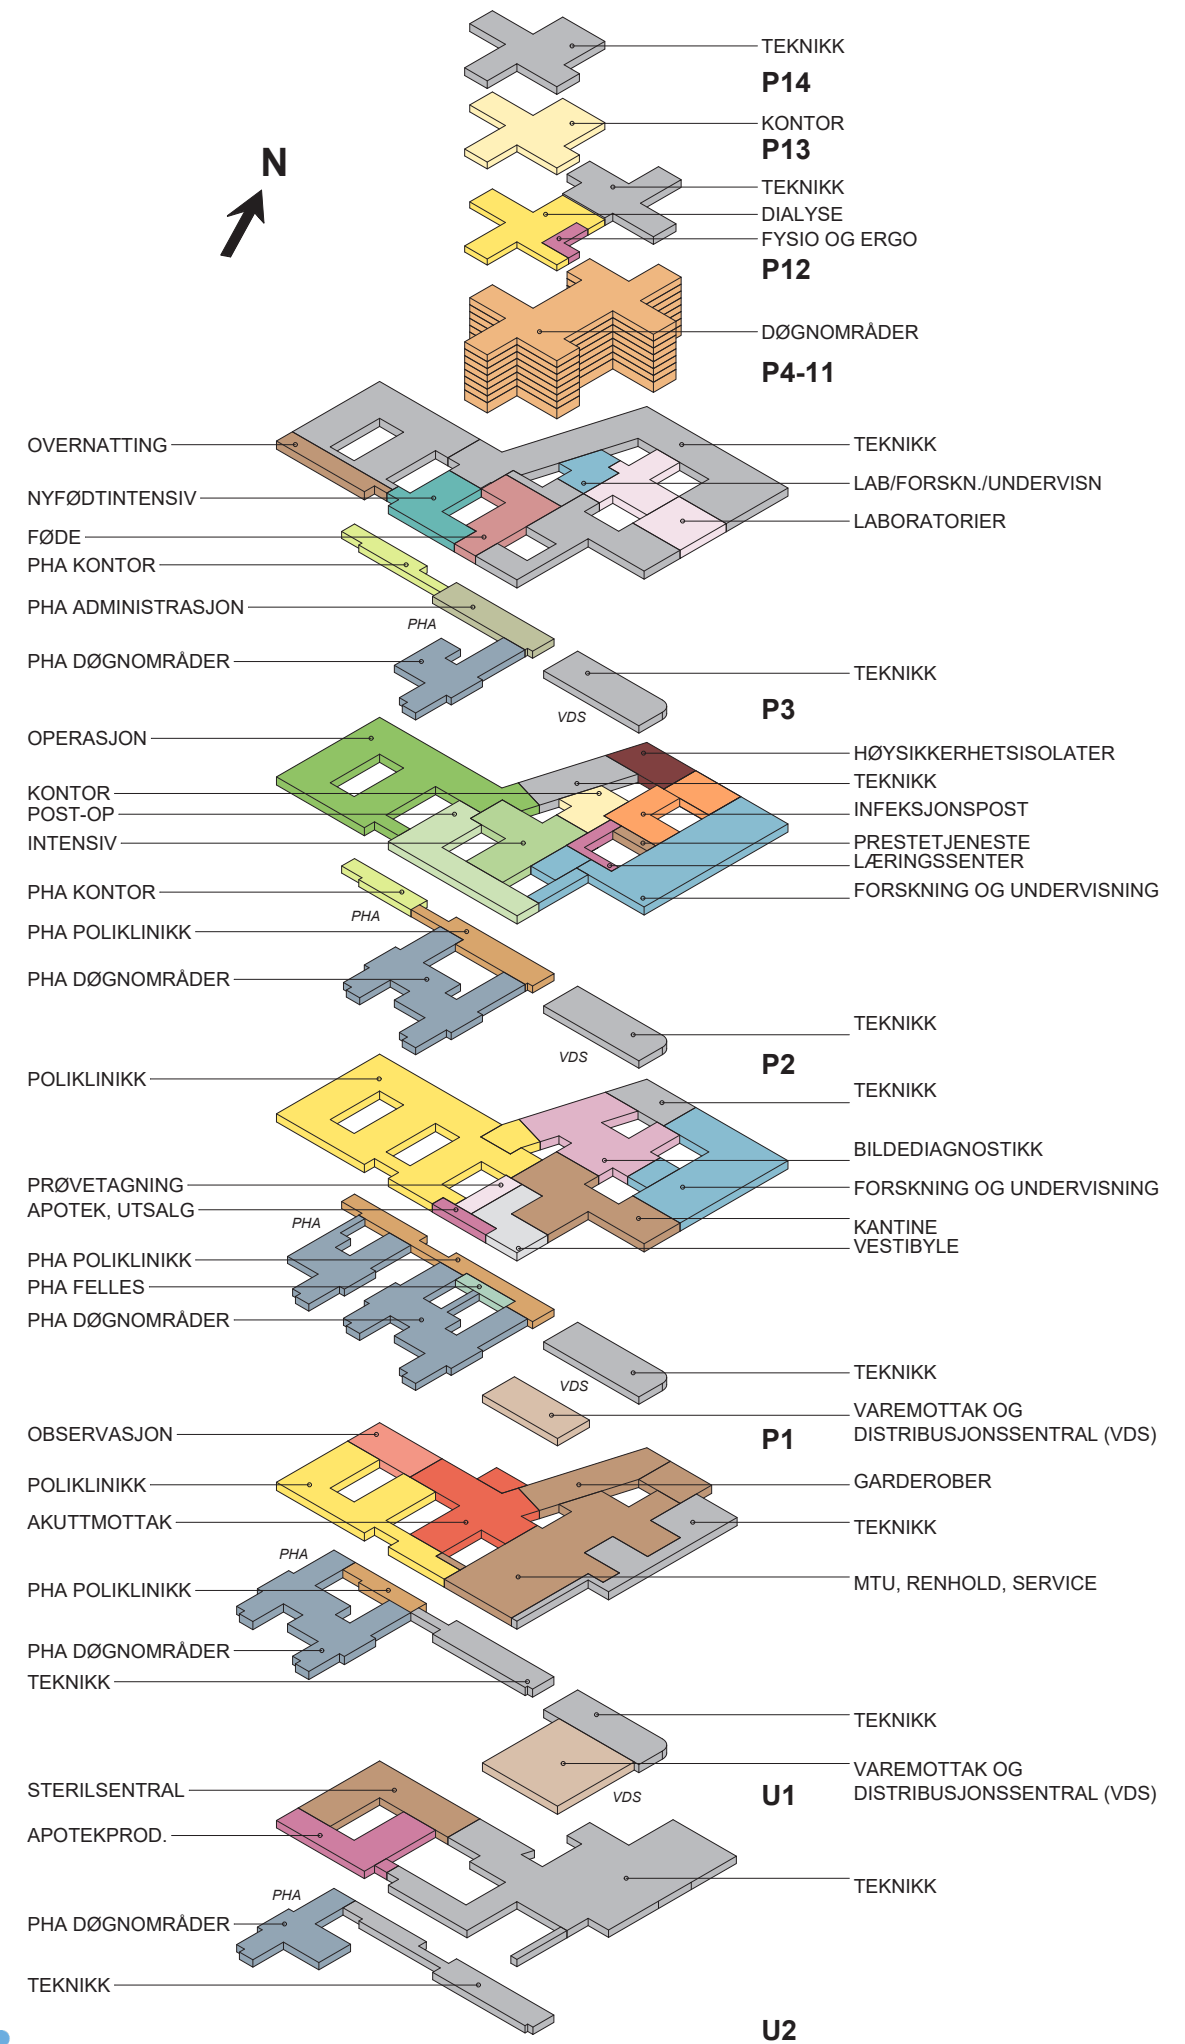 TEKNIKK
P14
KONTOR
P13
N
TEKNIKK
DIALYSE
FYSIO OG ERGO
P12
DØGNOMRÅDER
P4-11
OVERNATTING
TEKNIKK
NYFØDTINTENSIV
LAB/FORSKN./UNDERVISN
LABORATORIER
FØDE
PHA KONTOR
PHA ADMINISTRASJON
PHA
PHA DØGNOMRÅDER
TEKNIKK
VDS
P3
OPERASJON
HØYSIKKERHETSISOLATER
TEKNIKK
KONTOR
INFEKSJONSPOST
POST-OP
INTENSIV
PRESTETJENESTE
LÆRINGSSENTER
PHA KONTOR
FORSKNING OG UNDERVISNING
PHA
PHA POLIKLINIKK
PHA DØGNOMRÅDER
TEKNIKK
VDS
P2
POLIKLINIKK
TEKNIKK
BILDEDIAGNOSTIKK
PRØVETAGNING
FORSKNING OG UNDERVISNING
APOTEK, UTSALG
PHA
KANTINE
VESTIBYLE
PHA POLIKLINIKK
PHA FELLES
PHA DØGNOMRÅDER
TEKNIKK
VDS
VAREMOTTAK OG
DISTRIBUSJONSSENTRAL (VDS)
P1
OBSERVASJON
POLIKLINIKK
GARDEROBER
AKUTTMOTTAK
TEKNIKK
PHA
MTU, RENHOLD, SERVICE
PHA POLIKLINIKK
PHA DØGNOMRÅDER
TEKNIKK
TEKNIKK
VAREMOTTAK OG
DISTRIBUSJONSSENTRAL (VDS)
VDS
U1
STERILSENTRAL
APOTEKPROD.
TEKNIKK
PHA
PHA DØGNOMRÅDER
TEKNIKK
U2